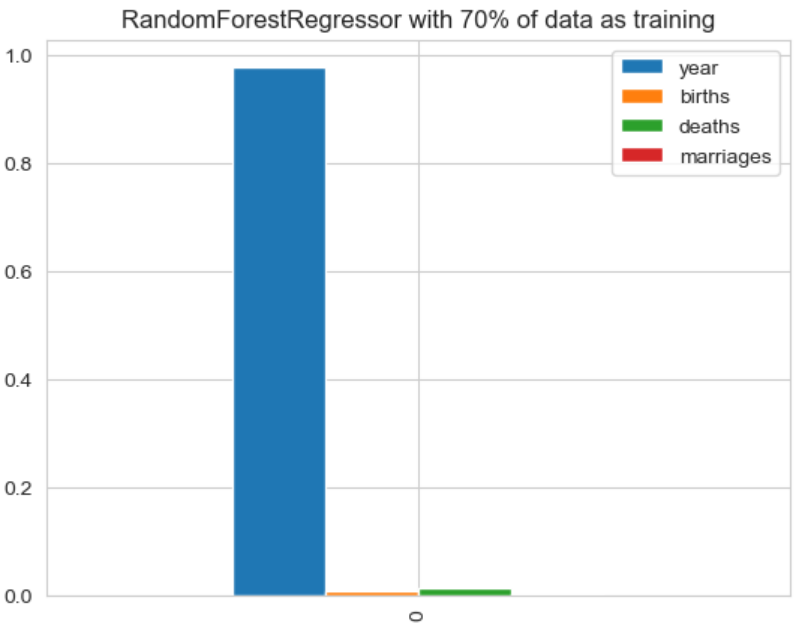 RandomForestRegressor with 70% of data as training
1.0
0.8
0.6
0.4
0.2
0.0
year
births
deaths
marriages
0